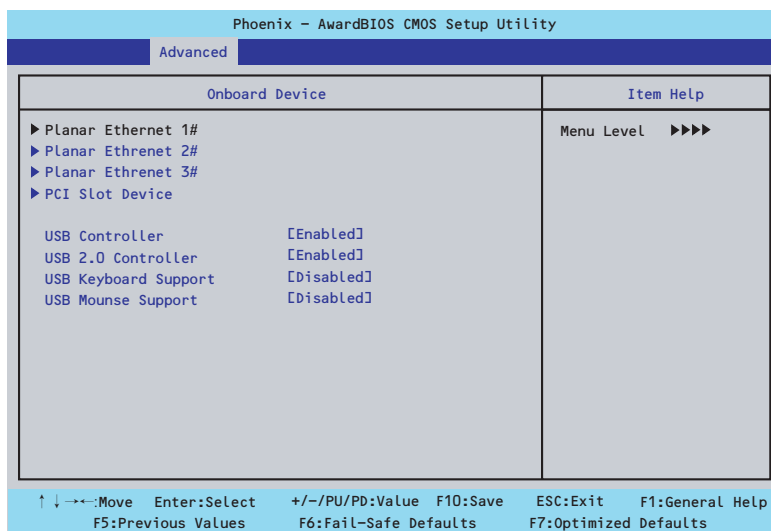 Phoenix - AwardBIOS CMOS Setup Utility
Advanced
Onboard Device
Item Help
▶ Planar Ethernet 1#
Menu Level ▶▶▶▶
▶ Planar Ethrenet 2#
▶ Planar Ethrenet 3#
▶ PCI Slot Device
USB Controller [Enabled]
USB 2.0 Controller [Enabled]
USB Keyboard Support [Disabled]
USB Mounse Support [Disabled]
↑↓→←:Move Enter:Select +/-/PU/PD:Value F10:Save ESC:Exit F1:General Help
F5:Previous Values F6:Fail-Safe Defaults F7:Optimized Defaults